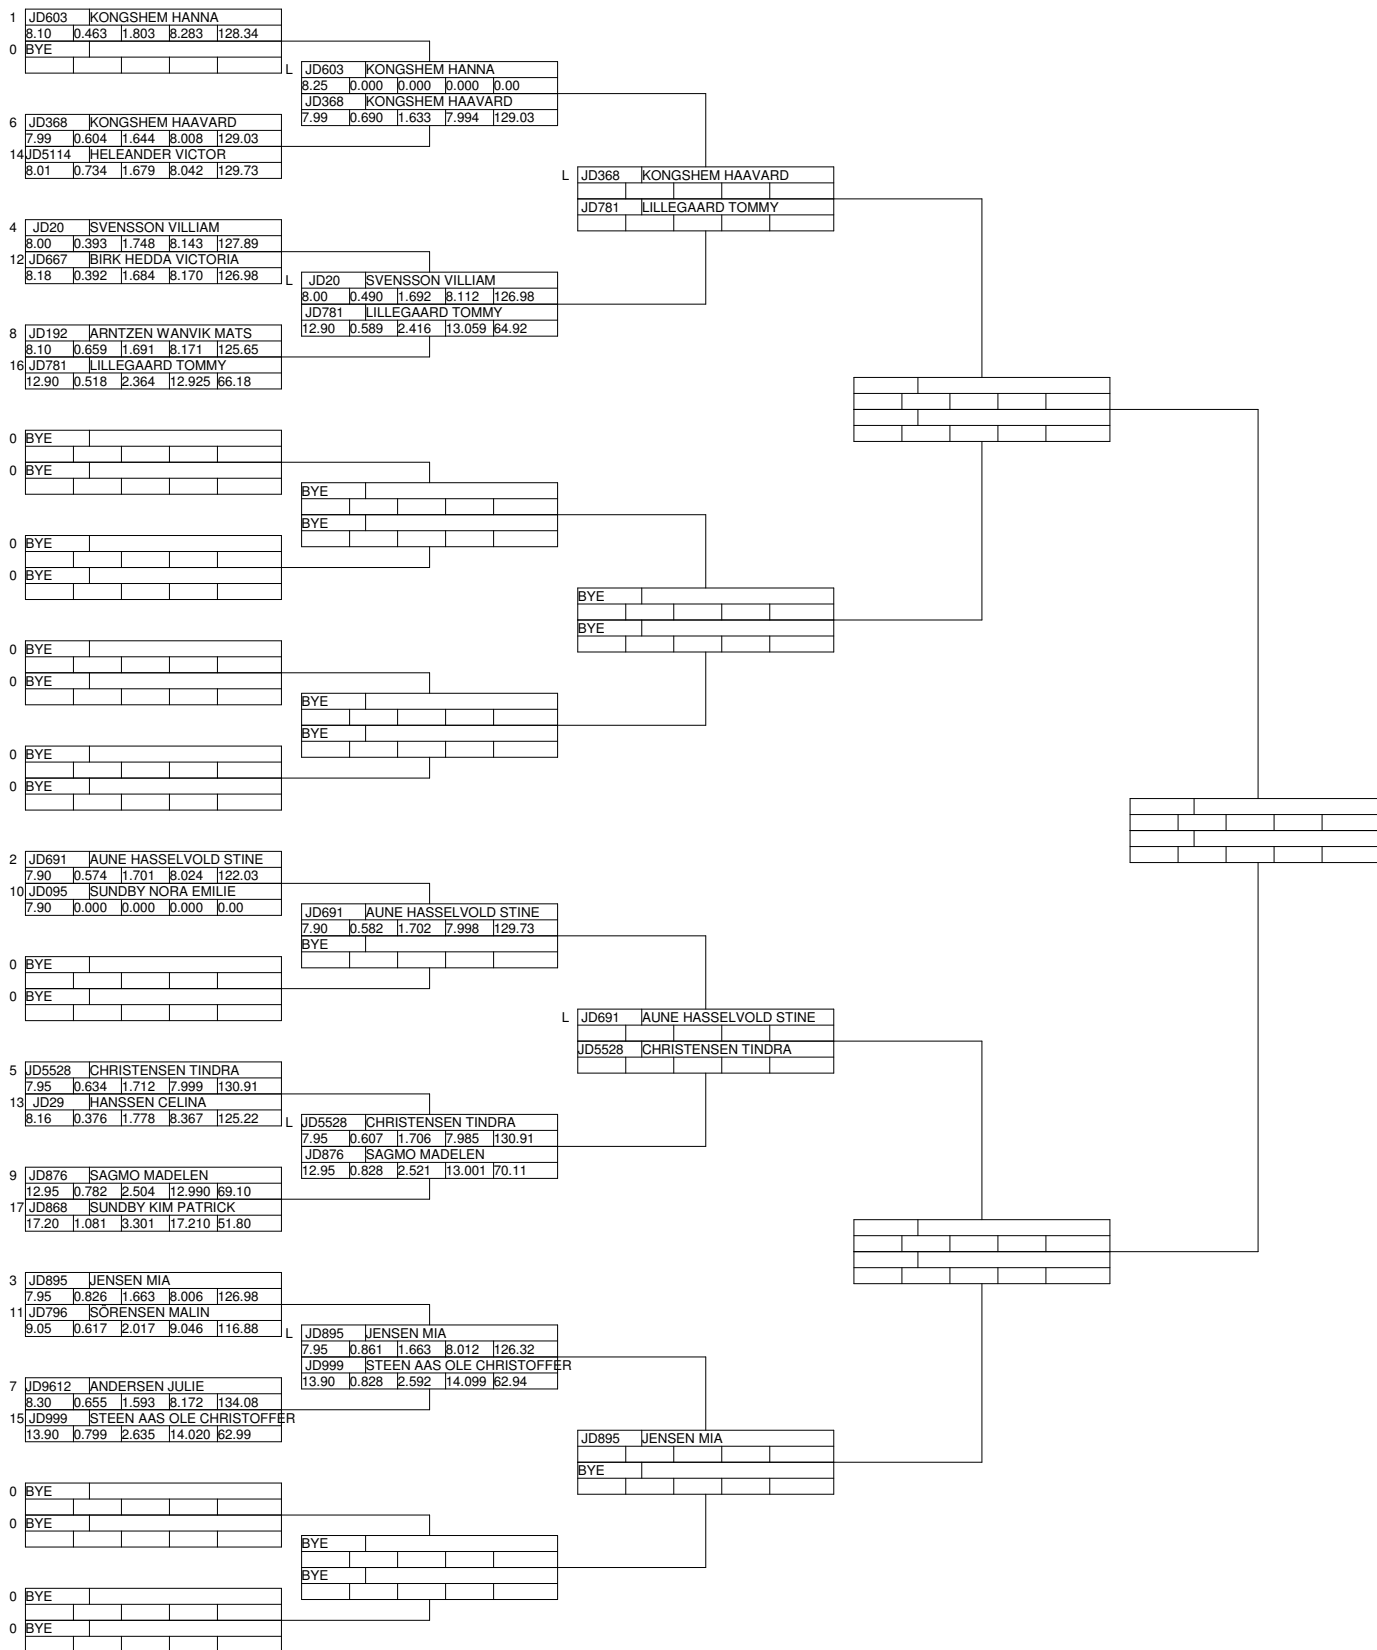 1 JD603 KONGSHEM HANNA
8.10 0.463 1.803 8.283 128.34
0 BYE
L JD603 KONGSHEM HANNA
8.25 0.000 0.000 0.000 0.00
JD368 KONGSHEM HAAVARD
7.99 0.690 1.633 7.994 129.03
6 JD368 KONGSHEM HAAVARD
7.99 0.604 1.644 8.008 129.03
14 JD5114 HELEANDER VICTOR
8.01 0.734 1.679 8.042 129.73
L JD368 KONGSHEM HAAVARD
JD781 LILLEGAARD TOMMY
4 JD20 SVENSSON VILLIAM
8.00 0.393 1.748 8.143 127.89
12 JD667 BIRK HEDDA VICTORIA
8.18 0.392 1.684 8.170 126.98
L JD20 SVENSSON VILLIAM
8.00 0.490 1.692 8.112 126.98
JD781 LILLEGAARD TOMMY
12.90 0.589 2.416 13.059 64.92
8 JD192 ARNTZEN WANVIK MATS
8.10 0.659 1.691 8.171 125.65
16 JD781 LILLEGAARD TOMMY
12.90 0.518 2.364 12.925 66.18
0 BYE
0 BYE
BYE
BYE
0 BYE
0 BYE
BYE
BYE
0 BYE
0 BYE
BYE
BYE
0 BYE
0 BYE
2 JD691 AUNE HASSELVOLD STINE
7.90 0.574 1.701 8.024 122.03
10 JD095 SUNDBY NORA EMILIE
7.90 0.000 0.000 0.000 0.00
JD691 AUNE HASSELVOLD STINE
7.90 0.582 1.702 7.998 129.73
BYE
0 BYE
0 BYE
L JD691 AUNE HASSELVOLD STINE
JD5528 CHRISTENSEN TINDRA
5 JD5528 CHRISTENSEN TINDRA
7.95 0.634 1.712 7.999 130.91
13 JD29 HANSSEN CELINA
8.16 0.376 1.778 8.367 125.22
L JD5528 CHRISTENSEN TINDRA
7.95 0.607 1.706 7.985 130.91
JD876 SAGMO MADELEN
12.95 0.828 2.521 13.001 70.11
9 JD876 SAGMO MADELEN
12.95 0.782 2.504 12.990 69.10
17 JD868 SUNDBY KIM PATRICK
17.20 1.081 3.301 17.210 51.80
3 JD895 JENSEN MIA
7.95 0.826 1.663 8.006 126.98
11 JD796 SÖRENSEN MALIN
9.05 0.617 2.017 9.046 116.88
L JD895 JENSEN MIA
7.95 0.861 1.663 8.012 126.32
JD999 STEEN AAS OLE CHRISTOFFER
13.90 0.828 2.592 14.099 62.94
7 JD9612 ANDERSEN JULIE
8.30 0.655 1.593 8.172 134.08
15 JD999 STEEN AAS OLE CHRISTOFFER
13.90 0.799 2.635 14.020 62.99
JD895 JENSEN MIA
BYE
0 BYE
0 BYE
BYE
BYE
0 BYE
0 BYE